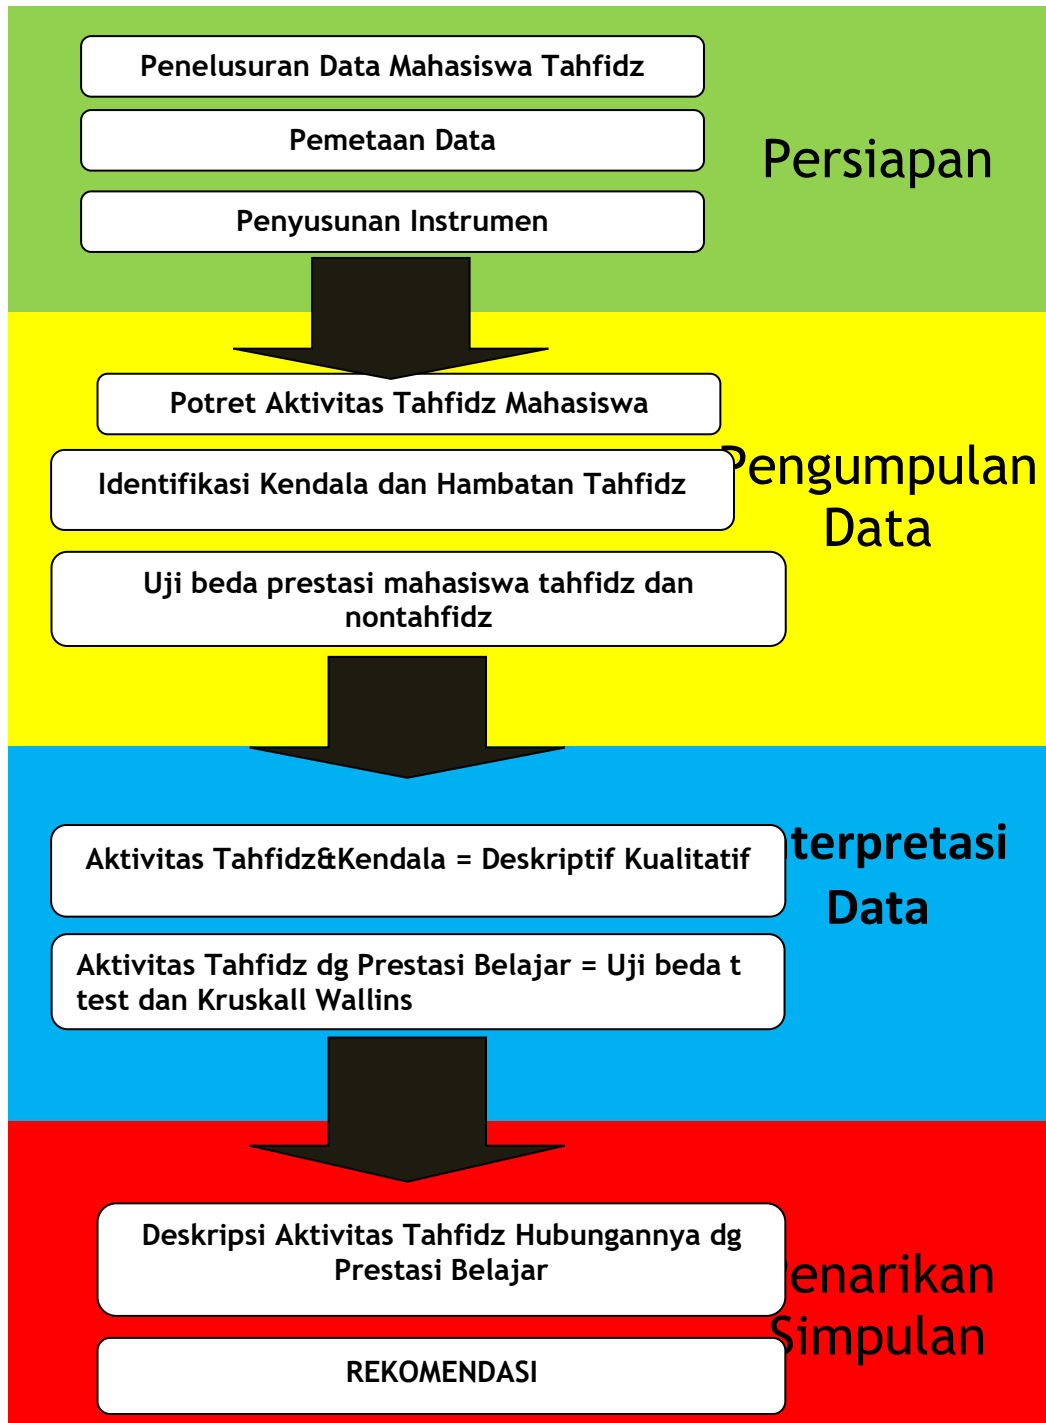 Penelusuran Data Mahasiswa Tahfidz
Pemetaan Data
Penyusunan Instrumen
Persiapan
Potret Aktivitas Tahfidz Mahasiswa
Identifikasi Kendala dan Hambatan Tahfidz
Uji beda prestasi mahasiswa tahfidz dan
nontahfidz
Pengumpulan
Data
Aktivitas Tahfidz&Kendala = Deskriptif Kualitatif
Aktivitas Tahfidz dg Prestasi Belajar = Uji beda t
test dan Kruskall Wallins
nterpretasi
Data
Deskripsi Aktivitas Tahfidz Hubungannya dg
Prestasi Belajar
REKOMENDASI
Penarikan
Simpulan